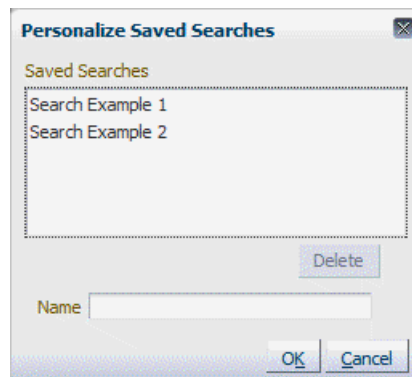 Personalize Saved Searches
Saved Searches
Search Example 1
Search Example 2
Delete
Name
OK Cancel